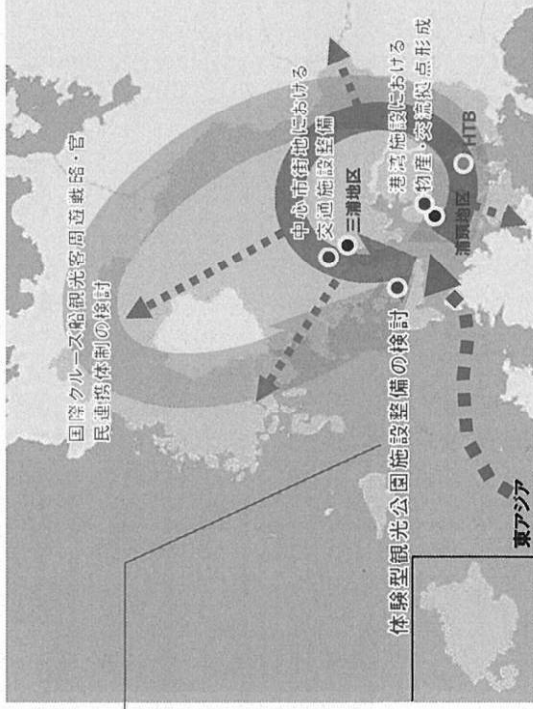 国際クルーズ船観光客周遊戦略・官
民連携体制の検討
中心市街地における
交通施設整備
三浦地区
港湾施設における
物産・交流拠点形成
浦頭地区
HTB
体験型観光公園施設整備の検討
東アジア